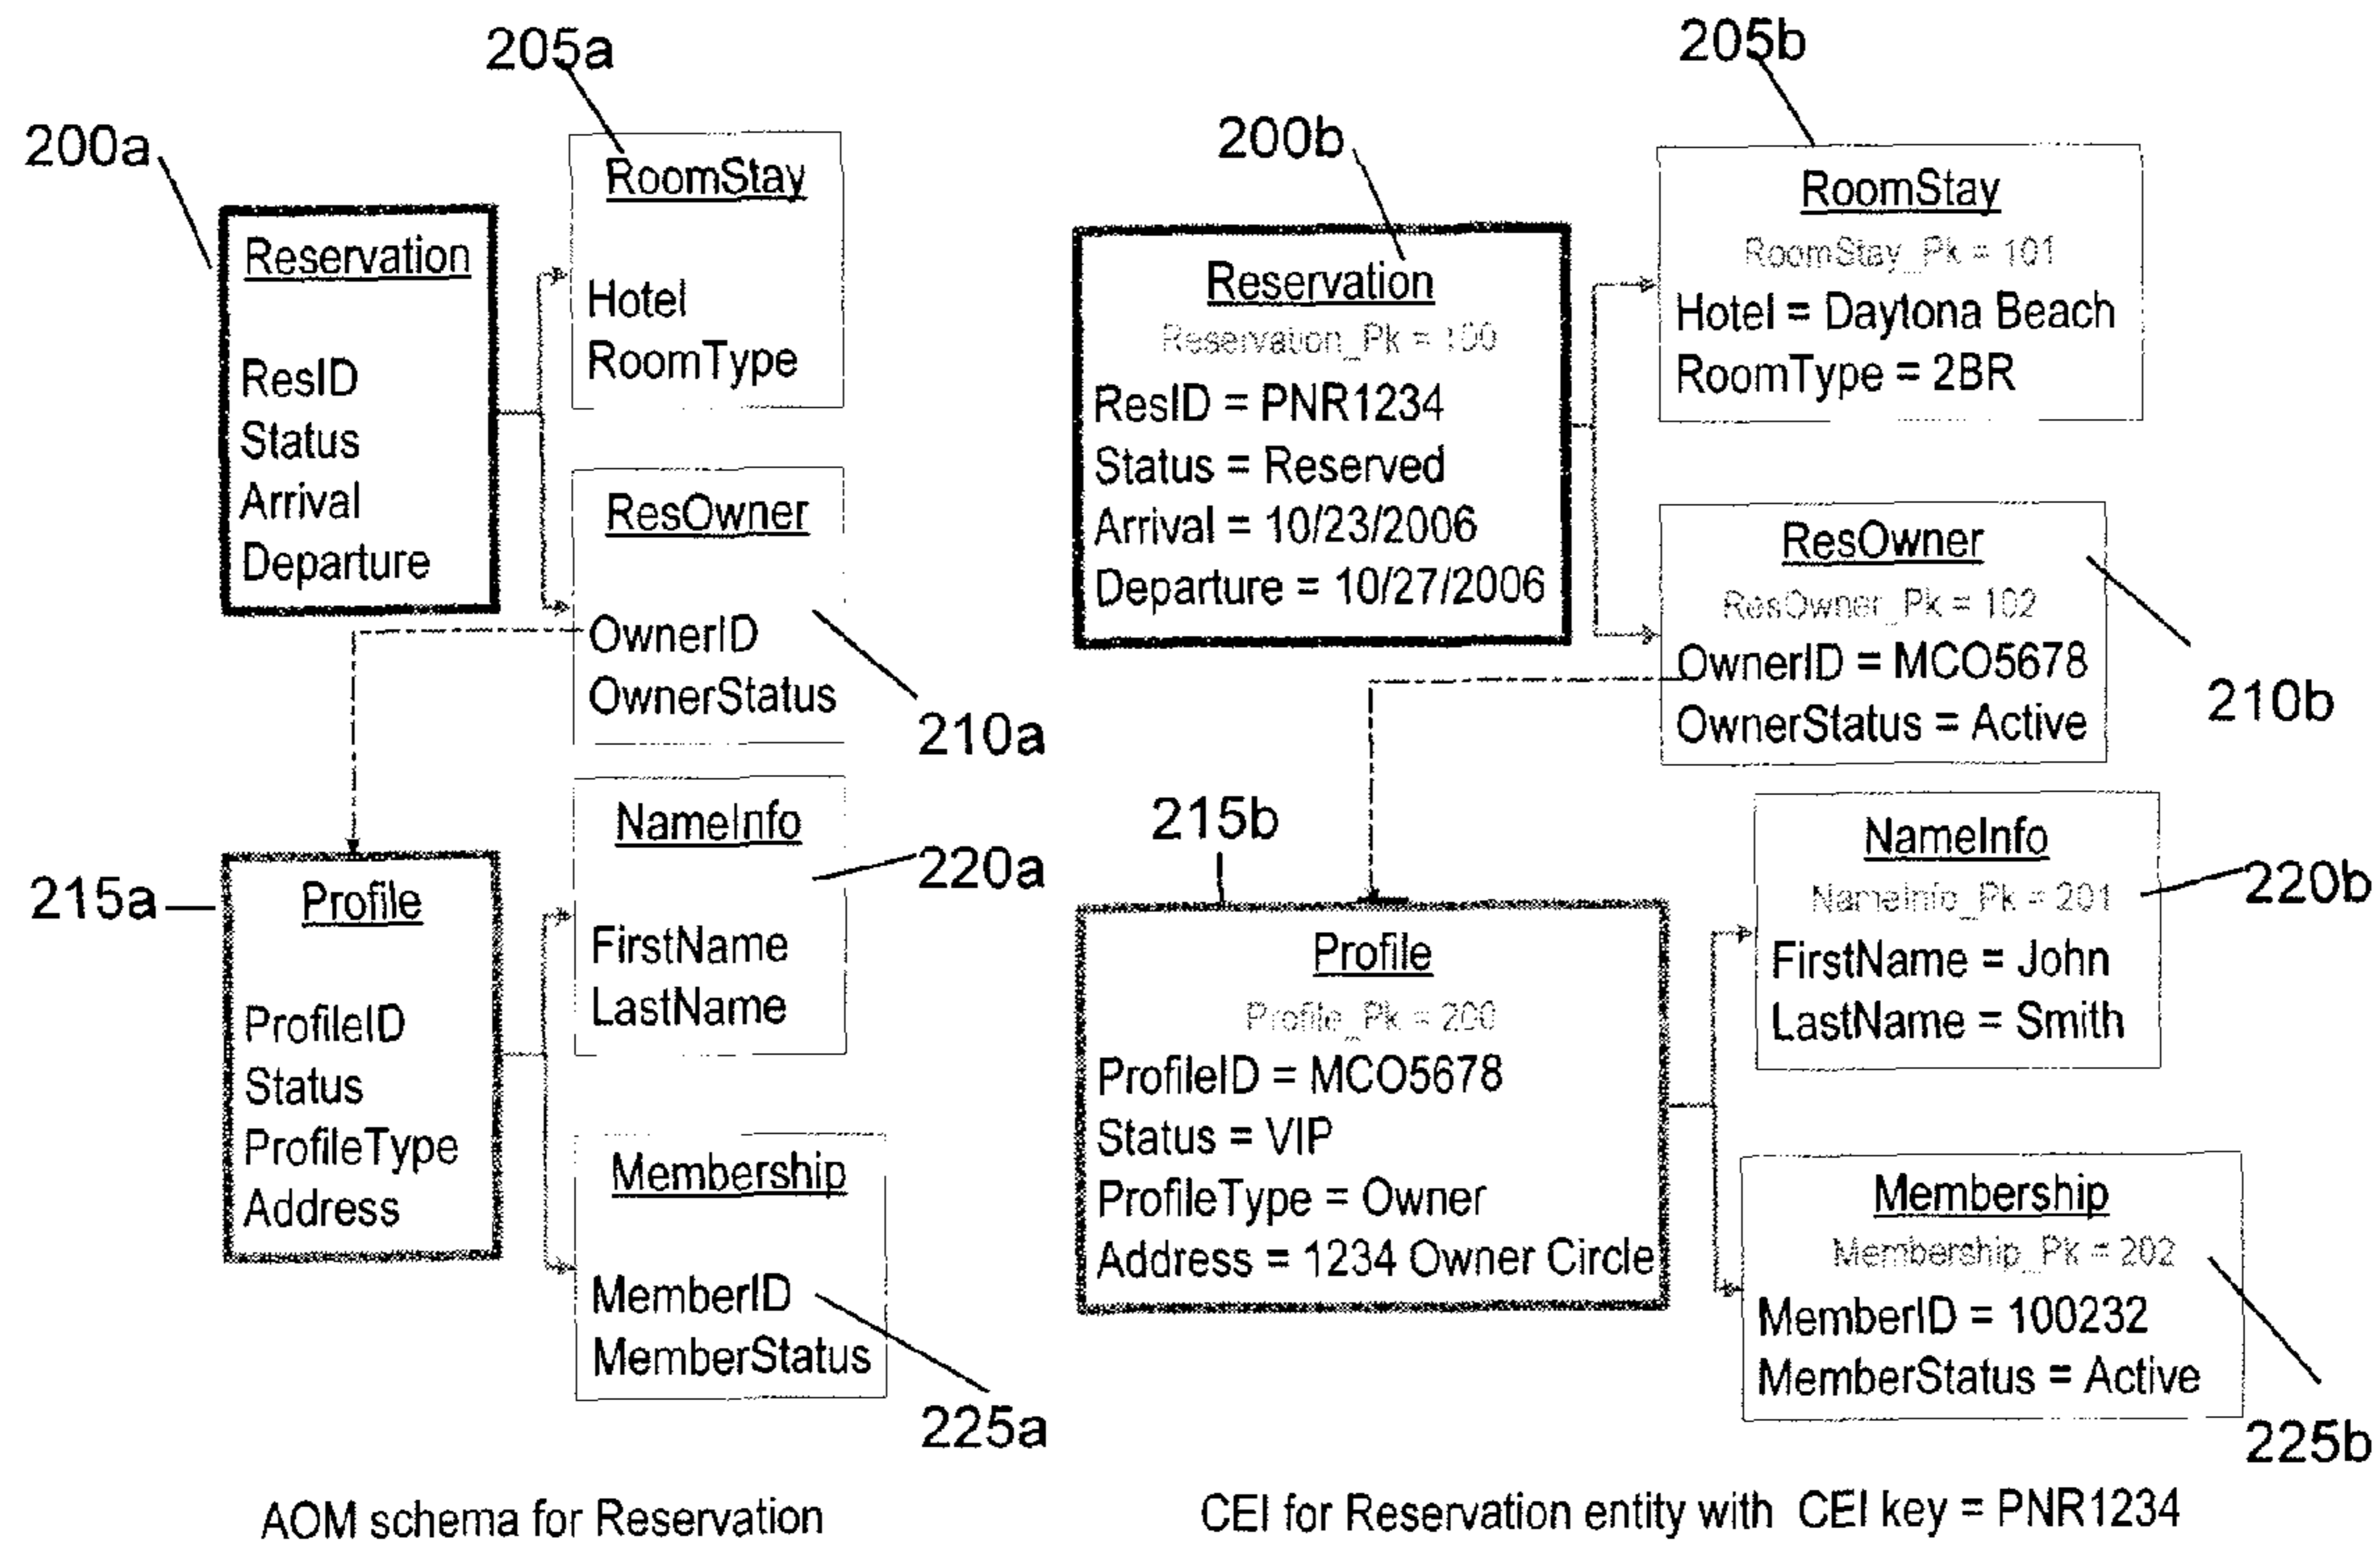 205a
200a
RoomStay
Hotel
RoomType
Reservation
ResID
Status
Arrival
Departure
ResOwner
OwnerID
OwnerStatus
210a
NameInfo
220a
FirstName
LastName
215a
Profile
ProfileID
Status
ProfileType
Address
Membership
MemberID
MemberStatus
225a
AOM schema for Reservation
205b
200b
RoomStay
RoomStay_Pk = 101
Hotel = Daytona Beach
RoomType = 2BR
Reservation
Reservation_Pk = 100
ResID = PNR1234
Status = Reserved
Arrival = 10/23/2006
Departure = 10/27/2006
ResOwner
ResOwner_Pk = 102
OwnerID = MCO5678
OwnerStatus = Active
210b
215b
NameInfo
NameInfo_Pk = 201
FirstName = John
LastName = Smith
220b
Profile
Profile_Pk = 200
ProfileID = MCO5678
Status = VIP
ProfileType = Owner
Address = 1234 Owner Circle
Membership
Membership_Pk = 202
MemberID = 100232
MemberStatus = Active
225b
CEI for Reservation entity with CEI key = PNR1234